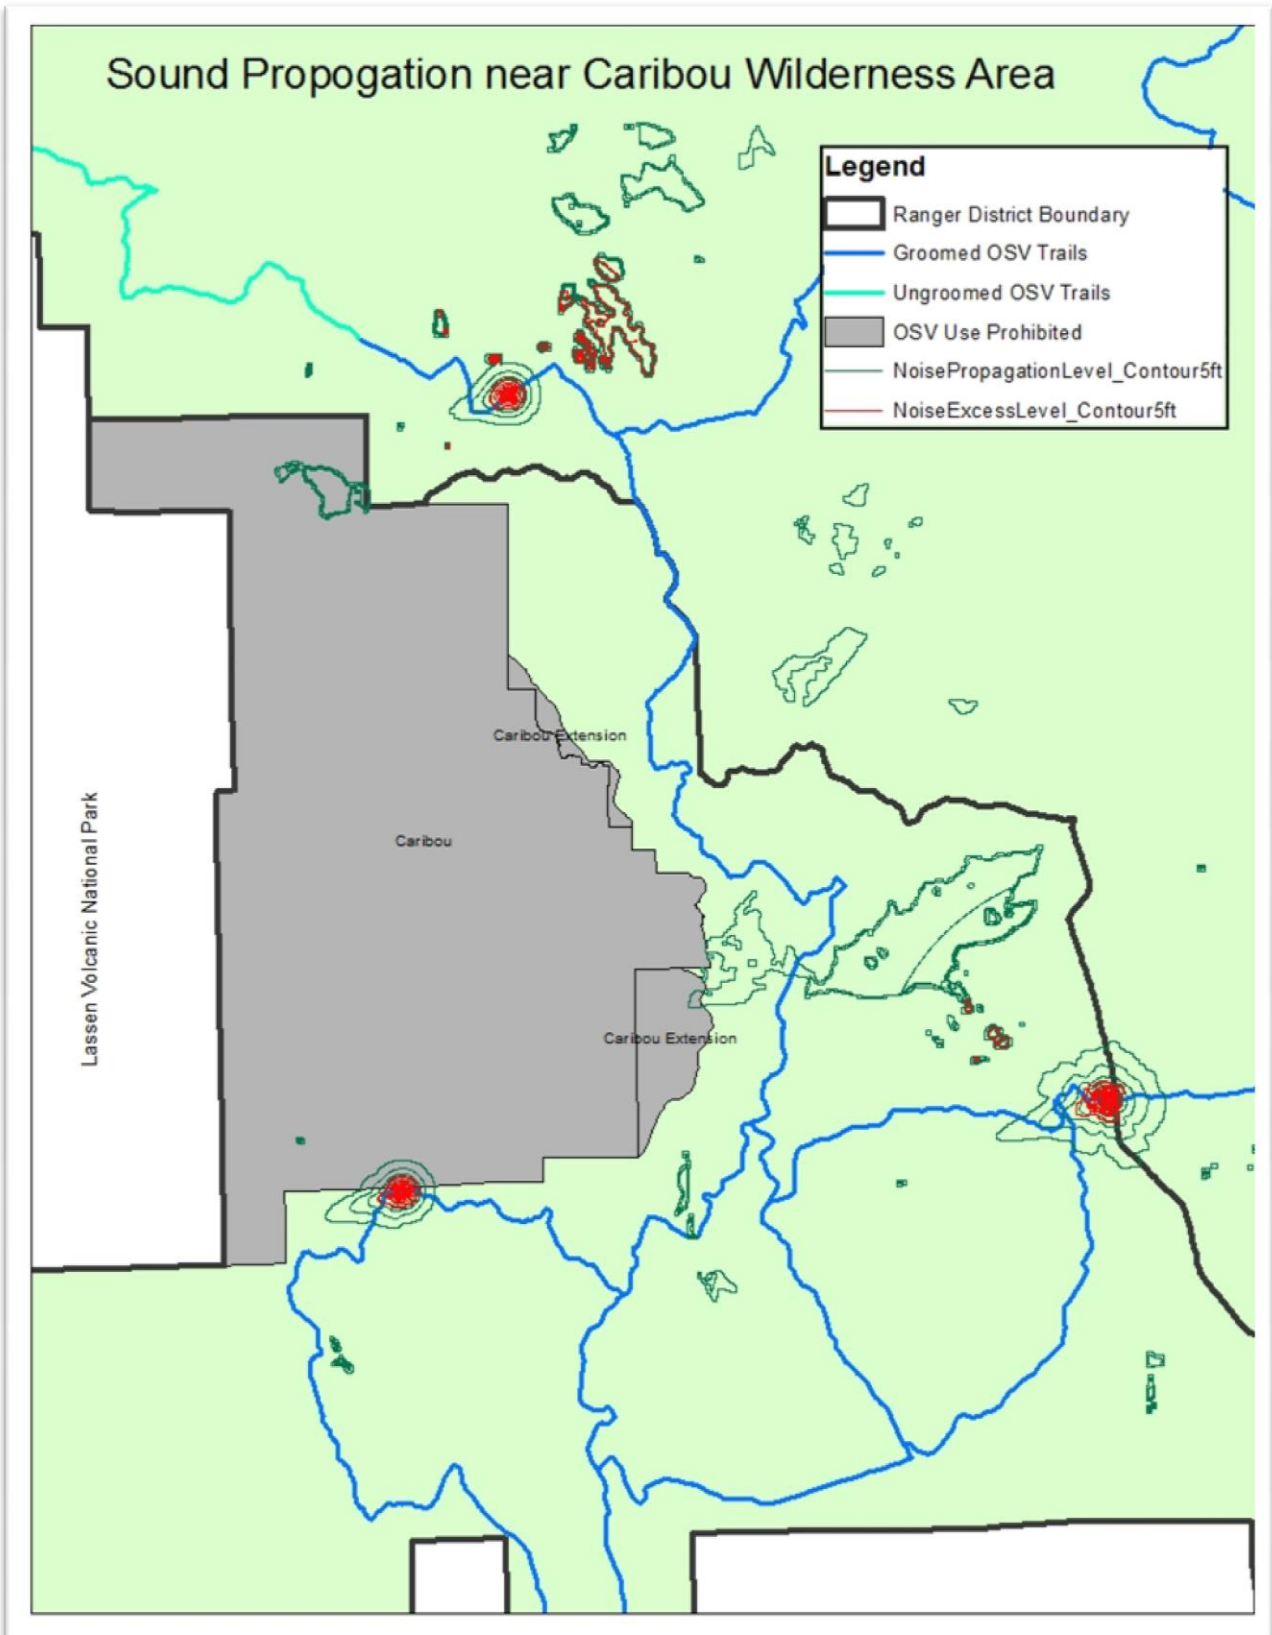 Sound Propogation near Caribou Wilderness Area
Legend
Ranger District Boundary
Groomed OSV Trails
Ungroomed OSV Trails
OSV Use Prohibited
NoisePropagationLevel_Contour5ft
NoiseExcessLevel_Contour5ft
Caribou Extension
Caribou
Lassen Volcanic National Park
Caribou Extension